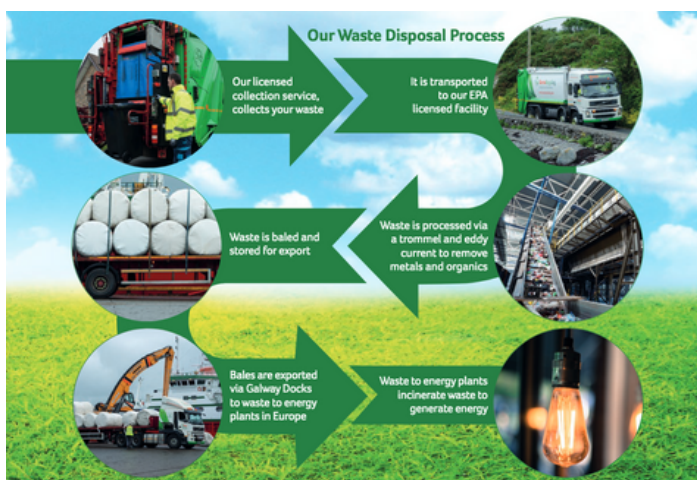 Our Waste Disposal Process
Our licensed
collection service,
collects your waste
It is transported
to our EPA
licensed facility
Waste is processed via
a trommel and eddy
current to remove
metals and organics
Waste is baled and
stored for export
Bales are exported
via Galway Docks
to waste to energy
plants in Europe
Waste to energy plants
incinerate waste to
generate energy